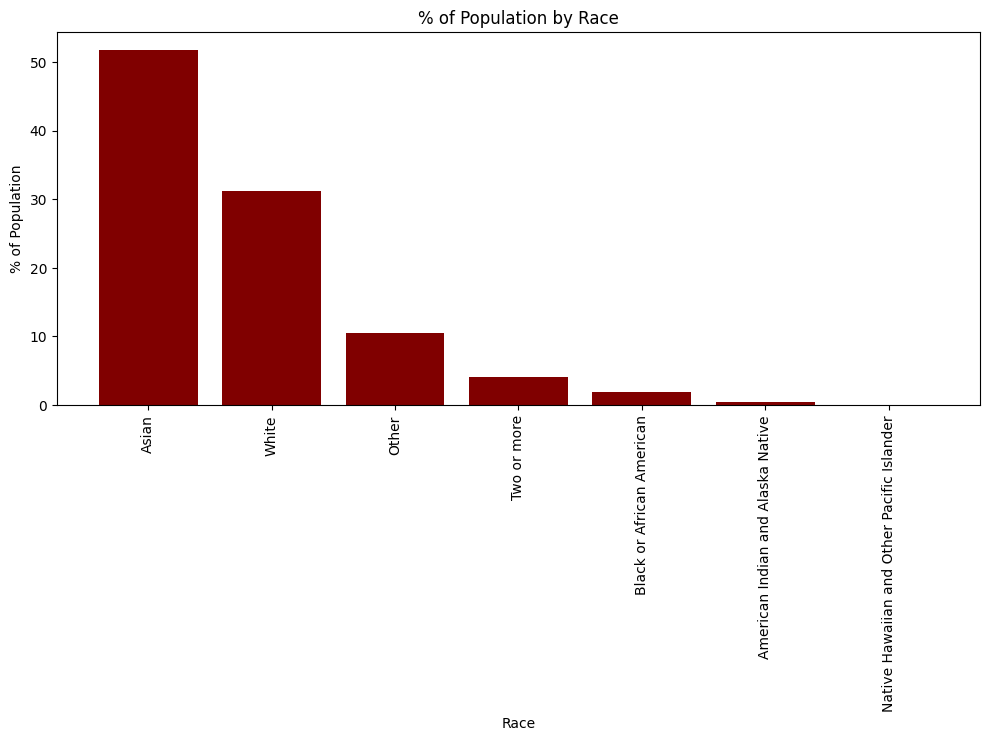 % of Population by Race
% of Population
50
40
30
20
10
0
Asian
White
Other
Two or more
Black or African American
American Indian and Alaska Native
Native Hawaiian and Other Pacific Islander
Race